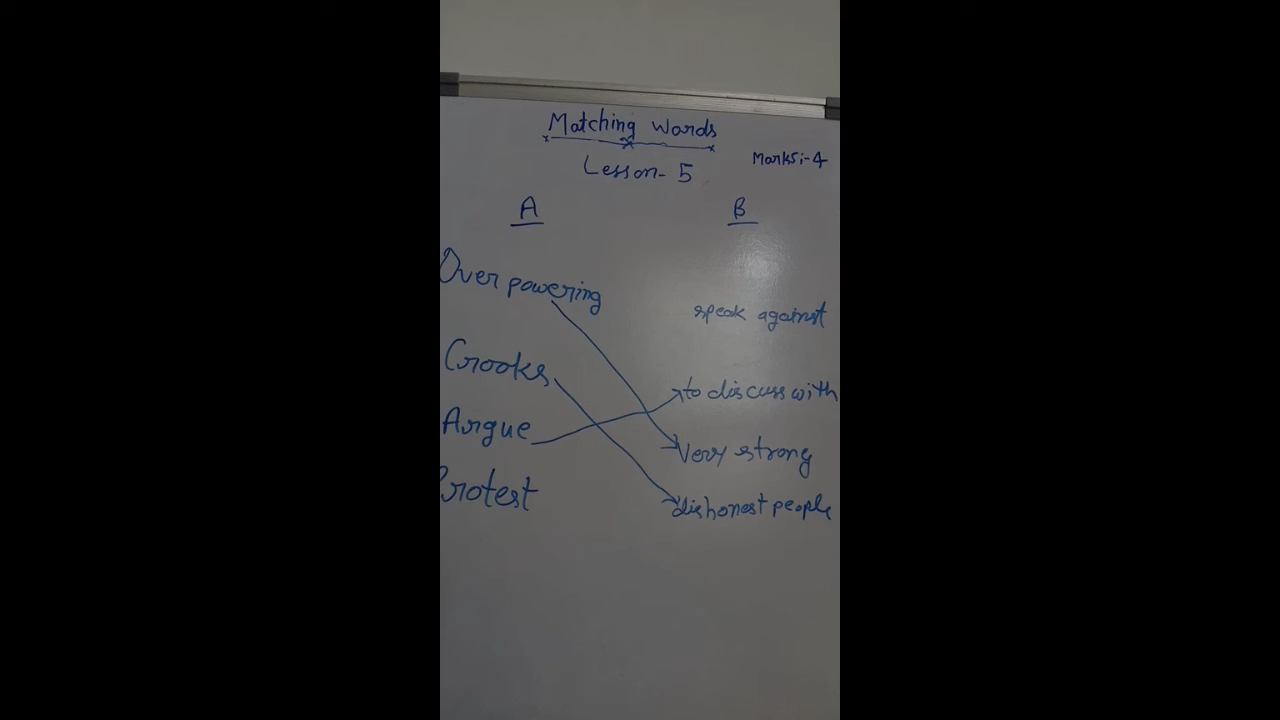 Matching Words
Lesson-5
Marks:-4
A B
Over powering
speak against
Crooks
to discuss with
Argue
Very strong
Protest
dishonest people